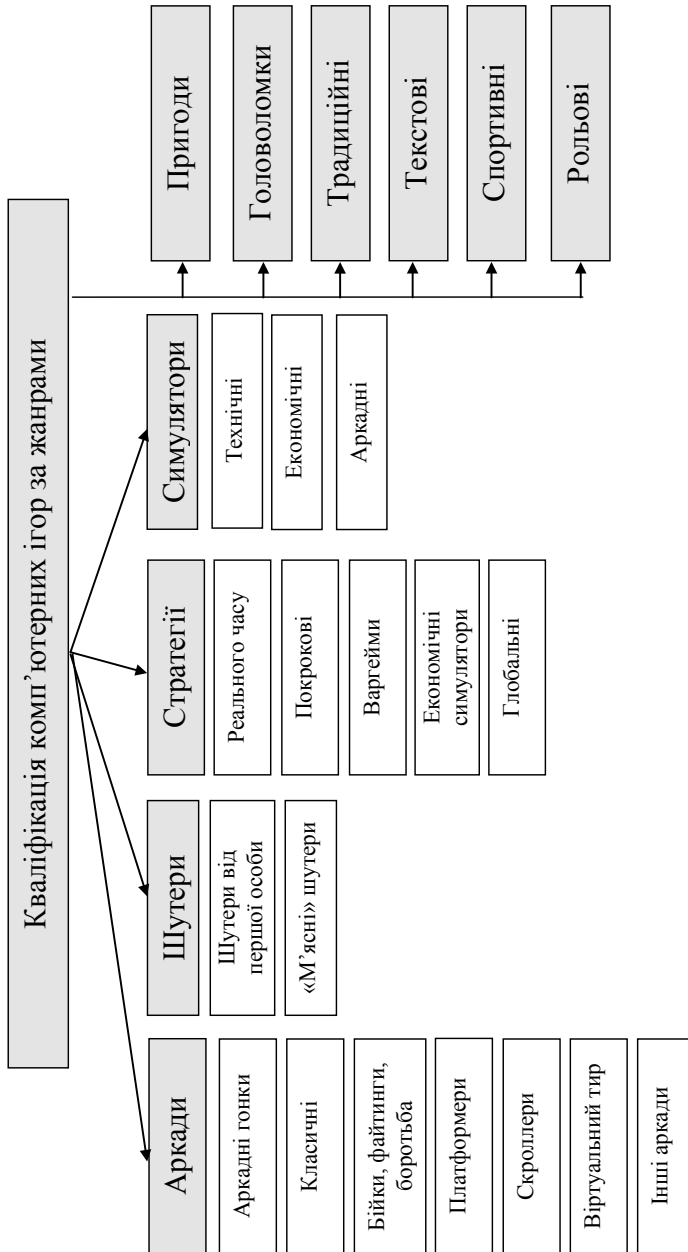 Кваліфікація комп’ютерних ігор за жанрами
Аркади
Аркадні гонки
Класичні
Бійки, файтинги,
боротьба
Платформери
Скроллери
Віртуальний тир
Інші аркади
Шутери
Шутери від
першої особи
«М’ясні» шутери
Стратегії
Реального часу
Покрокові
Варгейми
Економічні
симулятори
Глобальні
Симулятори
Технічні
Економічні
Аркадні
Пригоди
Головоломки
Традиційні
Текстові
Спортивні
Рольові